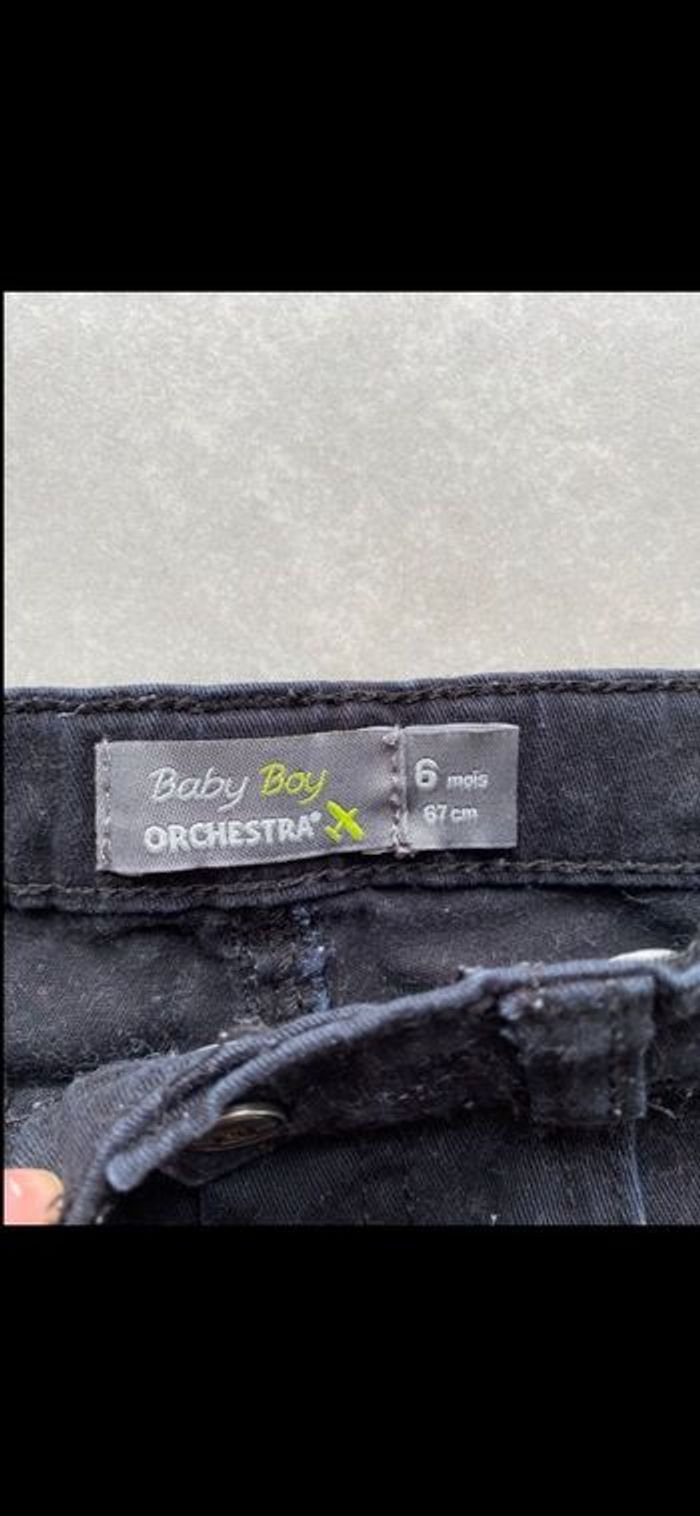 Baby Boy
ORCHESTRA®
6 mois
67 cm